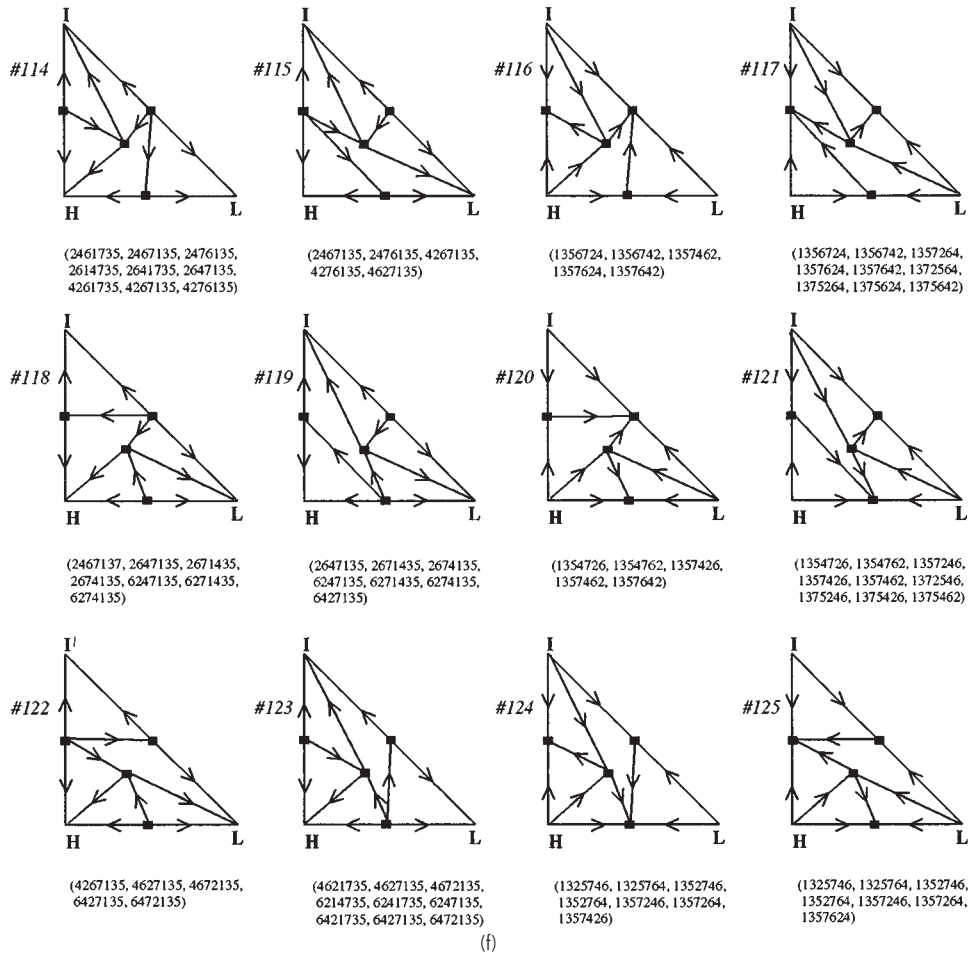 I I I I
#114 #115 #116 #117
H L H L H L H L
(2461735, 2467135, 2476135, (2467135, 2476135, 4267135, (1356724, 1356742, 1357462, (1356724, 1356742, 1357264,
2614735, 2641735, 2647135, 4276135, 4627135) 1357624, 1357642) 1357624, 1357642, 1372564,
4261735, 4267135, 4276135) 1375264, 1375624, 1375642)
I I I I
#118 #119 #120 #121
H L H L H L H L
(2467137, 2647135, 2671435, (2647135, 2671435, 2674135, (1354726, 1354762, 1357426, (1354726, 1354762, 1357246,
2674135, 6247135, 6271435, 6247135, 6271435, 6274135, 1357462, 1357642) 1357426, 1357462, 1372546,
6274135) 6427135) 1375246, 1375426, 1375462)
I I I I
#122 #123 #124 #125
H L H L H L H L
(4267135, 4627135, 4672135, (4621735, 4627135, 4672135, (1325746, 1325764, 1352746, (1325746, 1325764, 1352746,
6427135, 6472135) 6214735, 6241735, 6247135, 1352764, 1357246, 1357264, 1352764, 1357246, 1357264,
6421735, 6427135, 6472135) 1357426) 1357624)
(f)